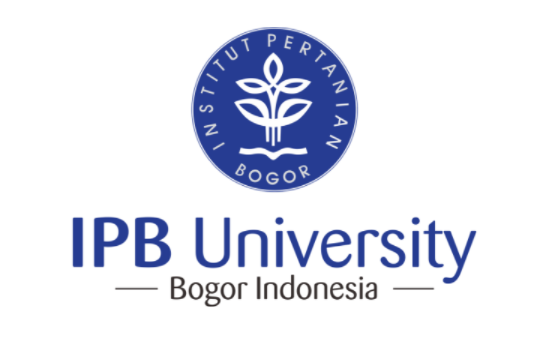 INSTITUT PERTANIAN
BOGOR
IPB University
Bogor Indonesia